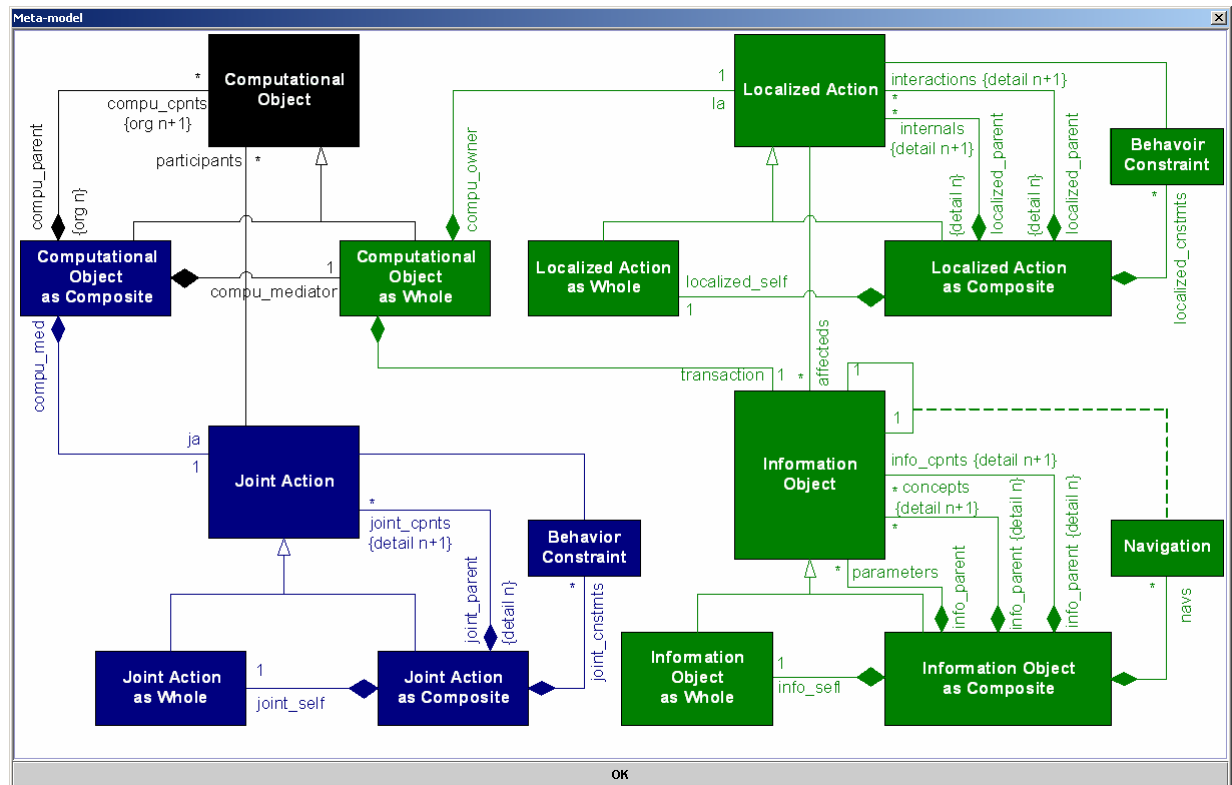 Meta-model
Computational
Object
*
compu_cpnts
{org n+1}
compu_parent
{org n}
participants *
Computational
Object
as Composite
1
compu_mediator
Computational
Object
as Whole
compu_owner
1
la
Localized Action
interactions {detail n+1}
*
*
internals
{detail n+1}
{detail n}
localized_parent
{detail n}
localized_parent
Behavoir
Constraint
*
localized_cnstmts
Localized Action
as Whole
localized_self
1
Localized Action
as Composite
compu_med
transaction 1
* affecteds
1
1
ja
1
Joint Action
*
joint_cpnts
{detail n+1}
joint_parent
{detail n}
Behavior
Constraint
*
joint_cnstmts
Joint Action
as Whole
1
joint_self
Joint Action
as Composite
Information
Object
info_cpnts {detail n+1}
* concepts
{detail n+1}
*
* parameters
info_parent
info_parent {detail n}
info_parent {detail n}
Navigation
*
navs
Information
Object
as Whole
1
info_sefl
Information Object
as Composite
OK